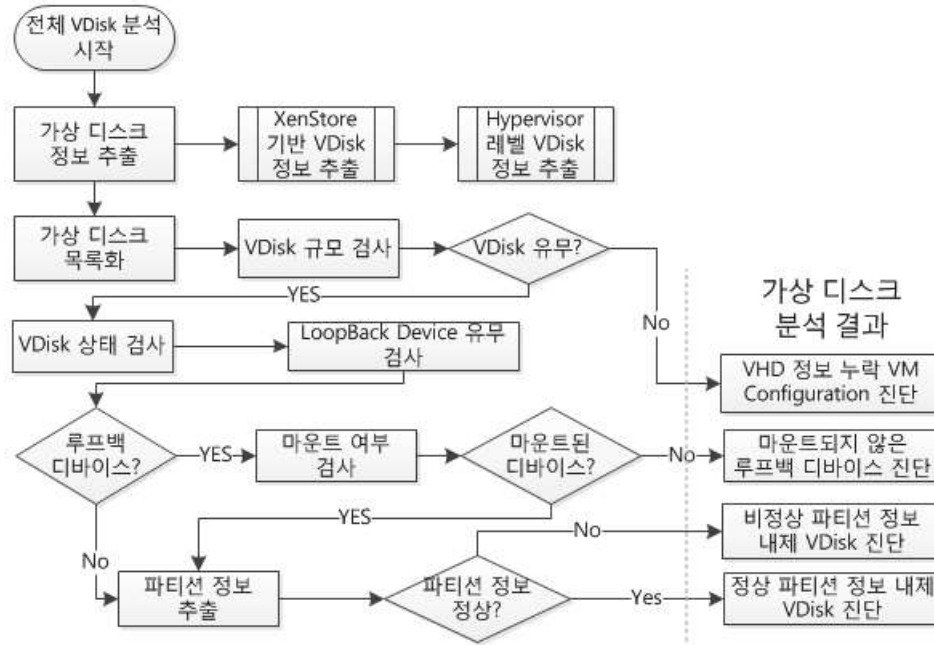 전체 VDisk 분석
시작
가상 디스크
정보 추출
XenStore
기반 VDisk
정보 추출
Hypervisor
레벨 VDisk
정보 추출
가상 디스크
목록화
VDisk 규모 검사
VDisk 유무?
YES
No
가상 디스크
분석 결과
VDisk 상태 검사
LoopBack Device 유무
검사
VHD 정보 누락 VM
Configuration 진단
루프백
디바이스?
YES
마운트 여부
검사
마운트된
디바이스?
No
마운트되지 않은
루프백 디바이스 진단
YES
No
No
비정상 파티션 정보
내제 VDisk 진단
파티션 정보
추출
파티션 정보
정상?
Yes
정상 파티션 정보 내제
VDisk 진단